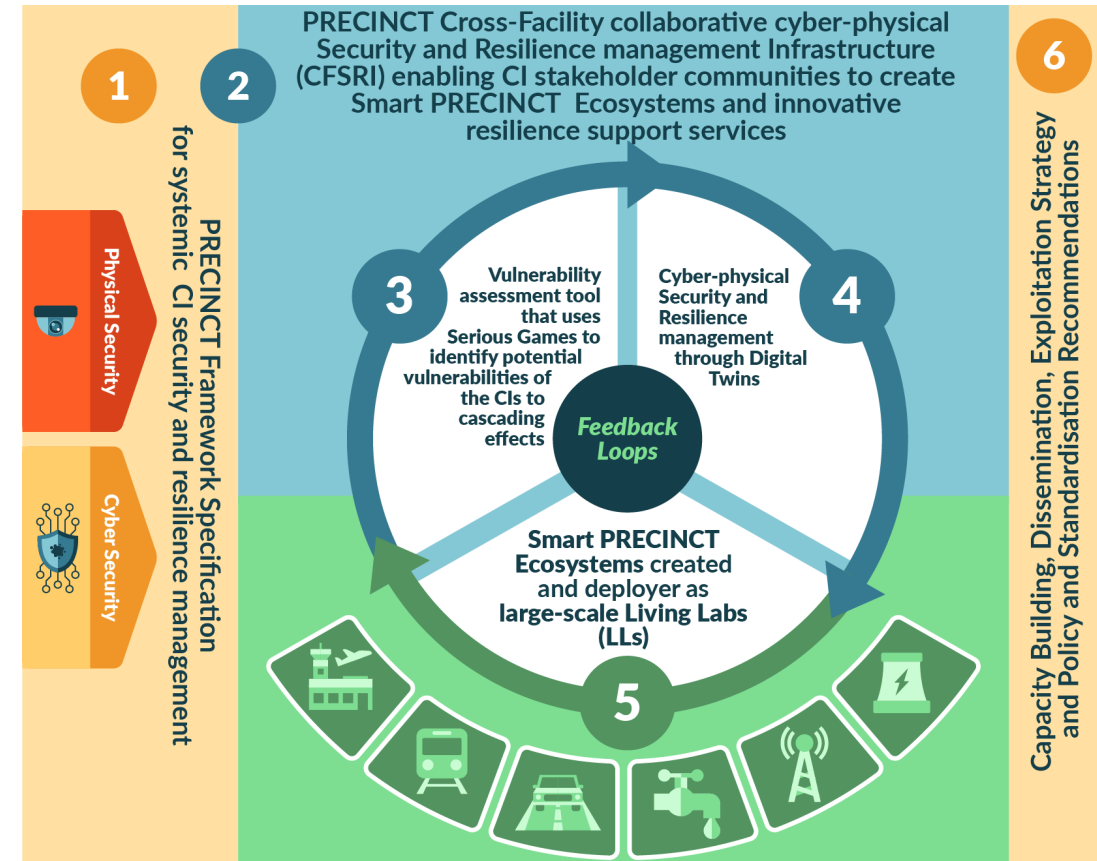 1
Physical Security
Cyber Security
PRECINCT Framework Specification
for systemic CI security and resilience management
2
PRECINCT Cross-Facility collaborative cyber-physical
Security and Resilience management Infrastructure
(CFSRI) enabling CI stakeholder communities to create
Smart PRECINCT Ecosystems and innovative
resilience support services
3
Vulnerability
assessment tool
that uses
Serious Games to
identify potential
vulnerabilities of
the CIs to
cascading
effects
4
Cyber-physical
Security and
Resilience
management
through Digital
Twins
Feedback
Loops
Smart PRECINCT
Ecosystems created
and deployer as
large-scale Living Labs
(LLs)
5
6
Capacity Building, Dissemination, Exploitation Strategy
and Policy and Standardisation Recommendations